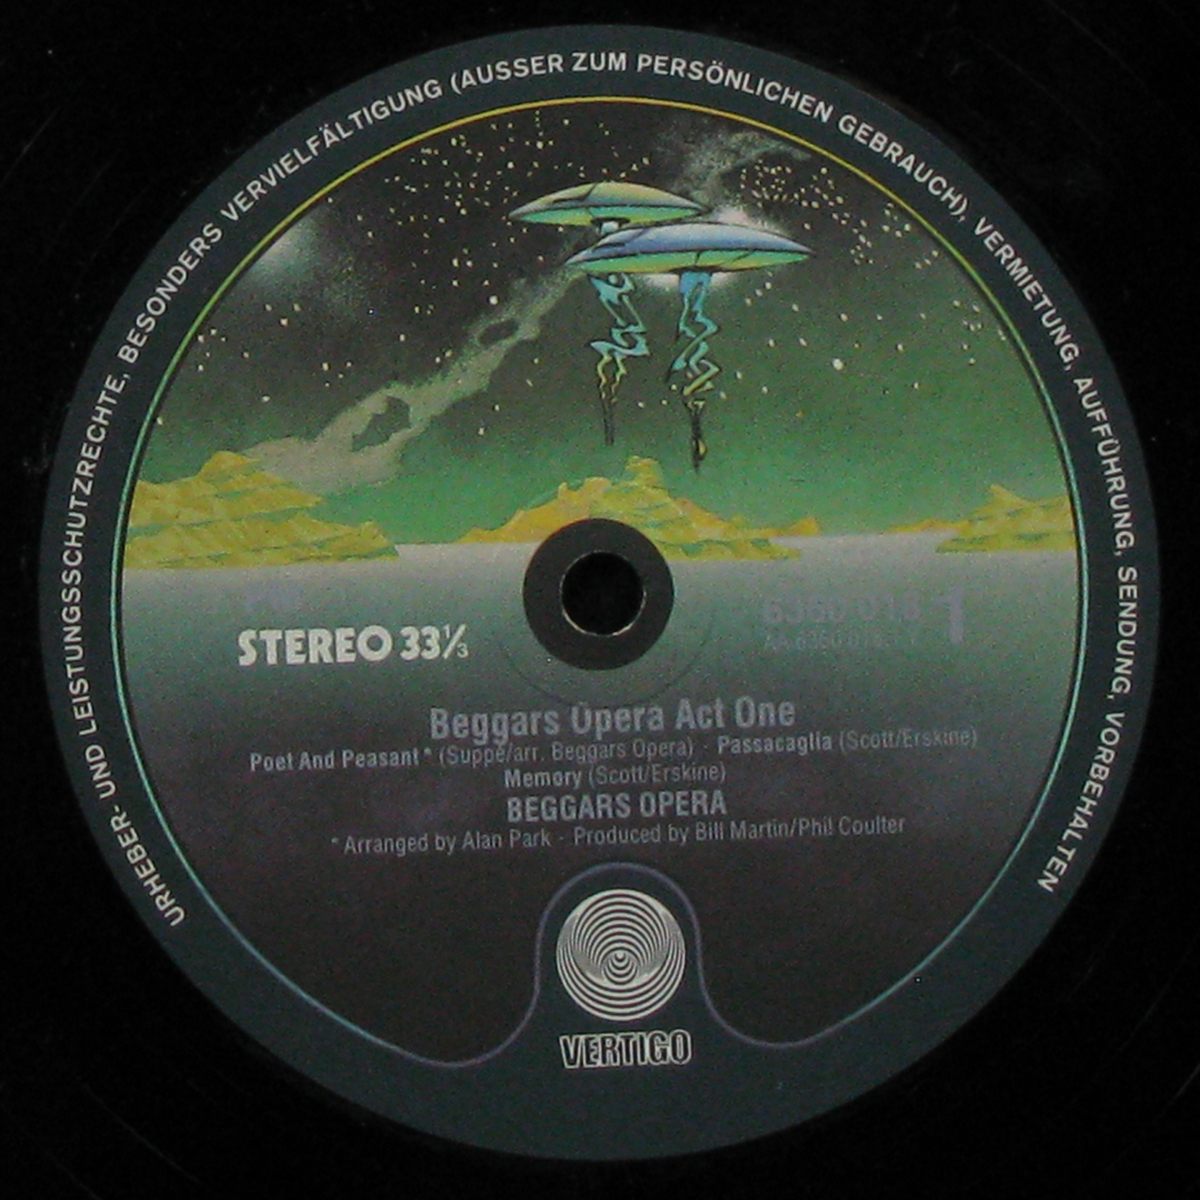 URHEBER- UND LEISTUNGSSCHUTZRECHTE, BESONDERS VERVIELFÄLTIGUNG (AUSSER ZUM PERSÖNLICHEN GEBRAUCH), VERMIETUNG, AUFFÜHRUNG, SENDUNG, VORBEHALTEN
6360 018 1
STEREO 33⅓
Beggars Opera Act One
Poet And Peasant* (Suppé/arr. Beggars Opera) · Passacaglia (Scott/Erskine)
Memory (Scott/Erskine)
BEGGARS OPERA
* Arranged by Alan Park - Produced by Bill Martin/Phil Coulter
VERTIGO